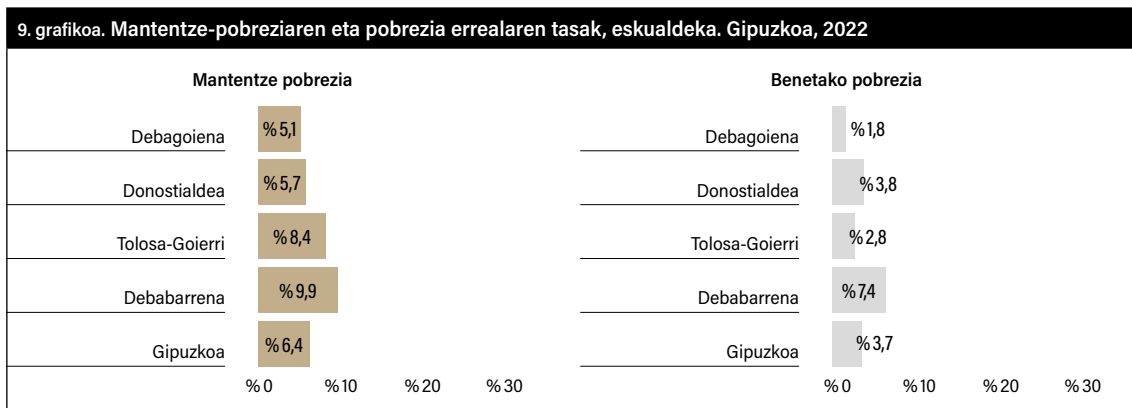 9. grafikoa. Mantentze-pobreziaren eta pobrezia errealaren tasak, eskualdeka. Gipuzkoa, 2022
Mantentze pobrezia
Debagoiena % 5,1
Donostialdea % 5,7
Tolosa-Goierri % 8,4
Debabarrena % 9,9
Gipuzkoa % 6,4
% 0 % 10 % 20 % 30
Benetako pobrezia
Debagoiena % 1,8
Donostialdea % 3,8
Tolosa-Goierri % 2,8
Debabarrena % 7,4
Gipuzkoa % 3,7
% 0 % 10 % 20 % 30